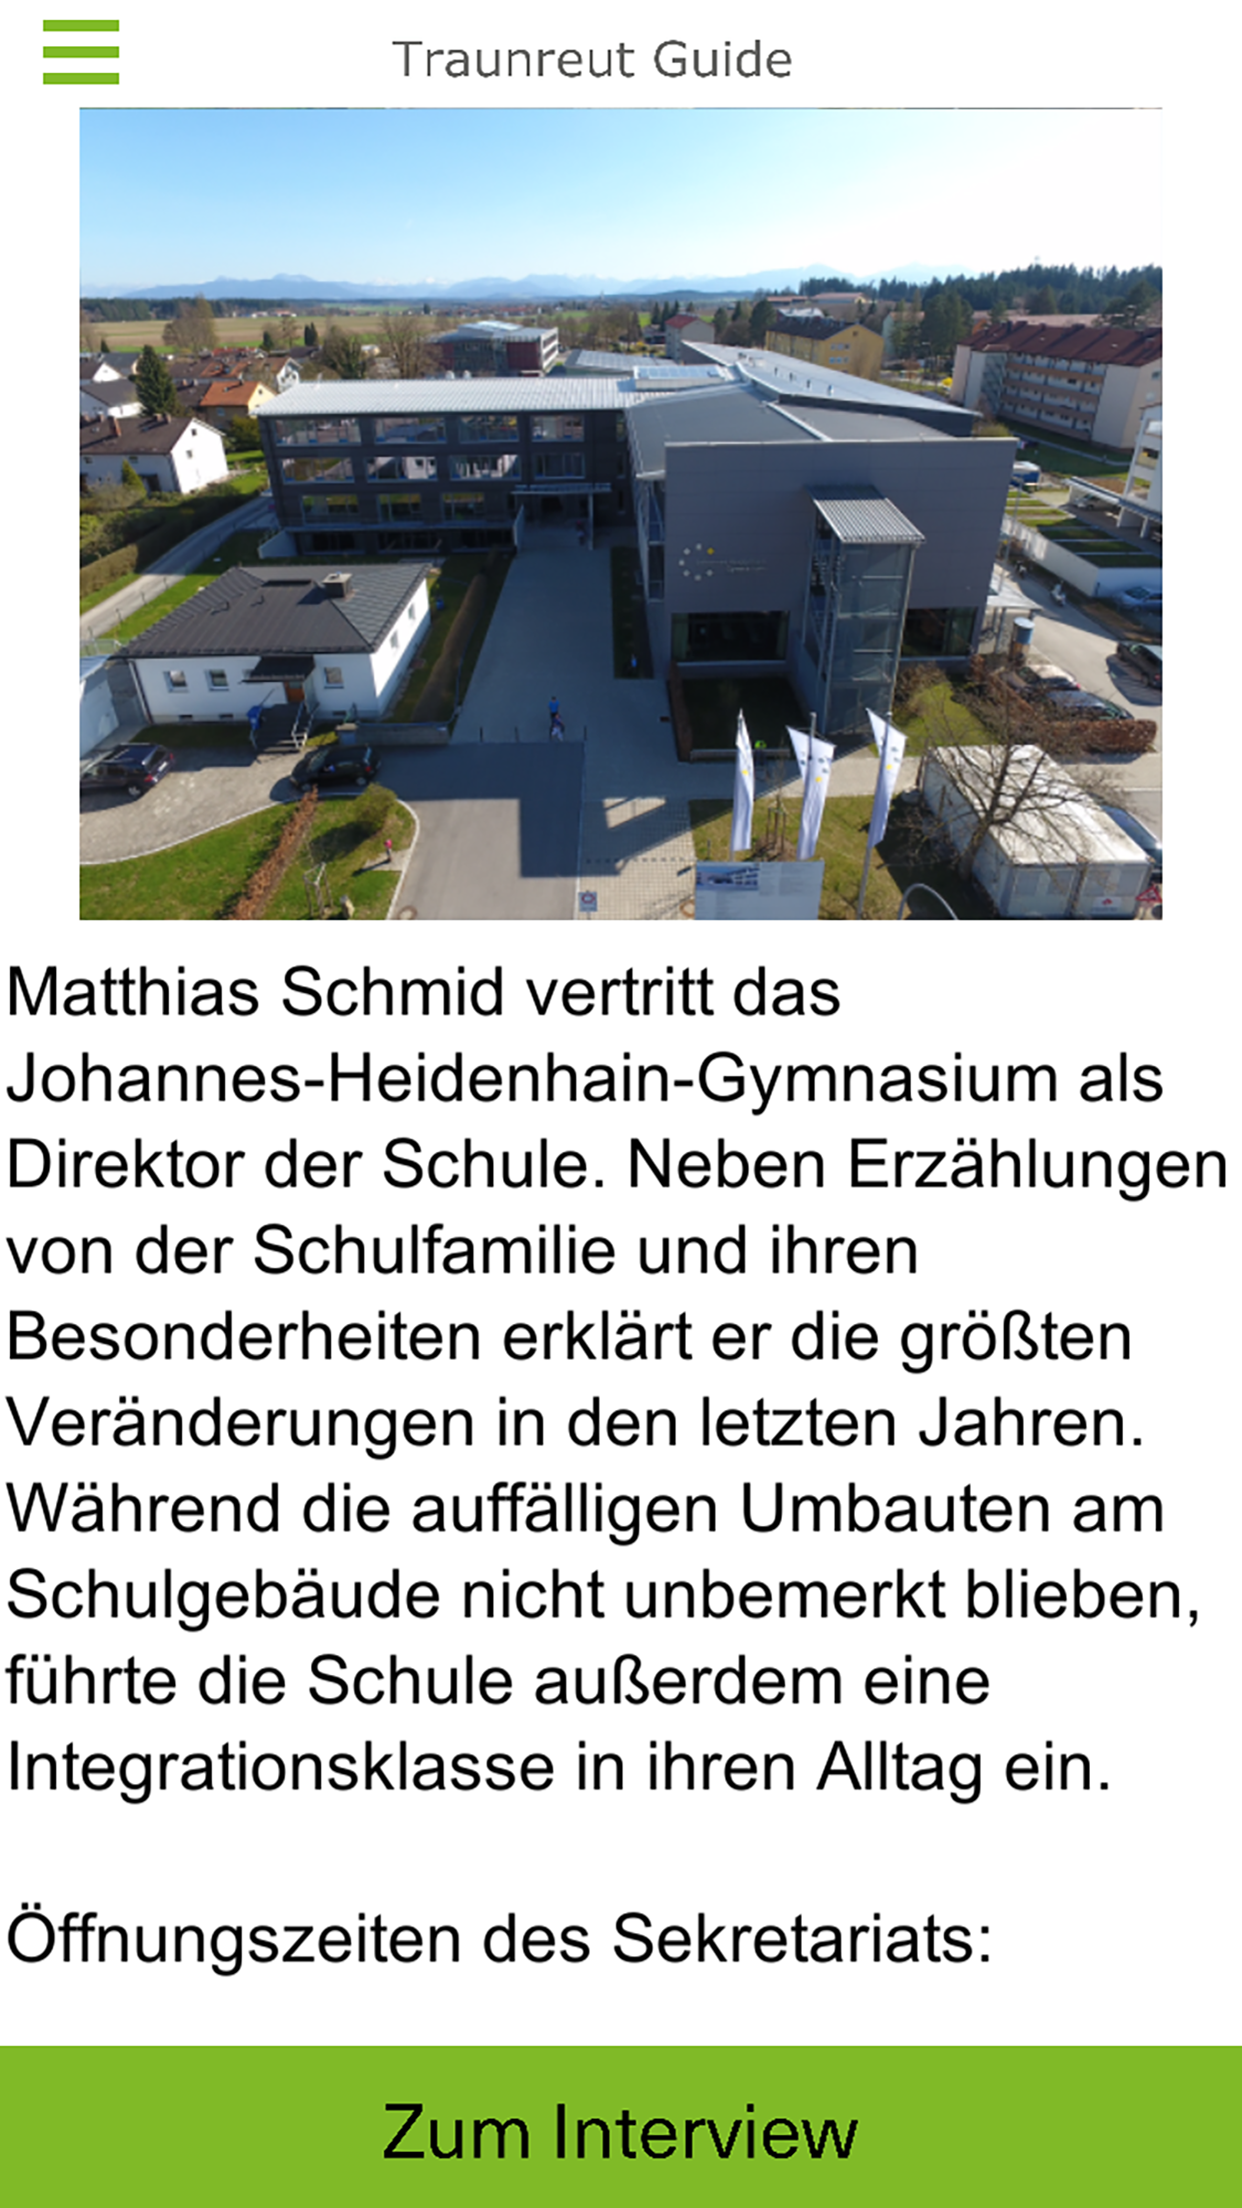 Traunreut Guide
Matthias Schmid vertritt das
Johannes-Heidenhain-Gymnasium als
Direktor der Schule. Neben Erzählungen
von der Schulfamilie und ihren
Besonderheiten erklärt er die größten
Veränderungen in den letzten Jahren.
Während die auffälligen Umbauten am
Schulgebäude nicht unbemerkt blieben,
führte die Schule außerdem eine
Integrationsklasse in ihren Alltag ein.
Öffnungszeiten des Sekretariats:
Zum Interview